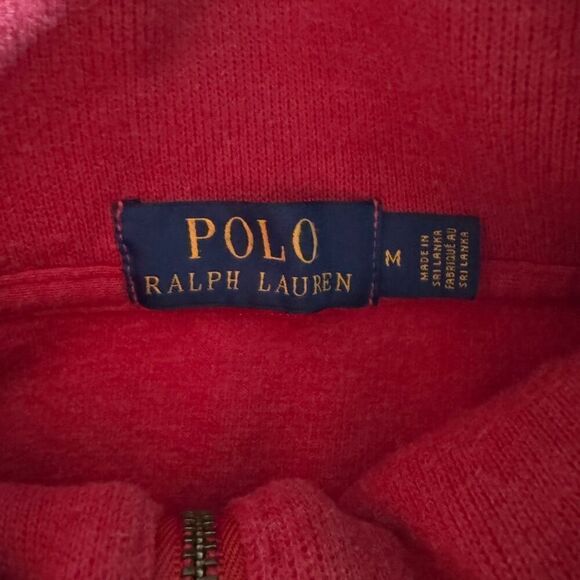 POLO
RALPH LAUREN
M
MADE IN
SRI LANKA
FABRIQUÉ AU
SRI LANKA